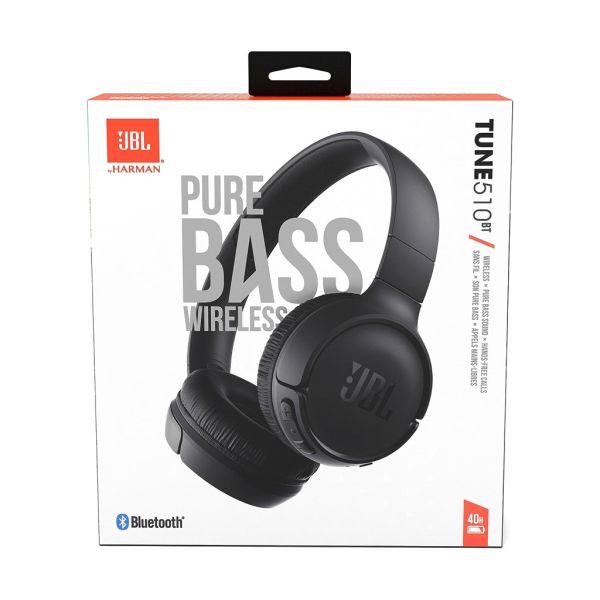 JBL
by HARMAN®
PURE
BASS
WIRELESS
TUNE510BT
WIRELESS • PURE BASS SOUND • HANDS-FREE CALLS
SANS FIL • SON PURE BASS • APPELS MAINS-LIBRES
JBL
Bluetooth®
40H